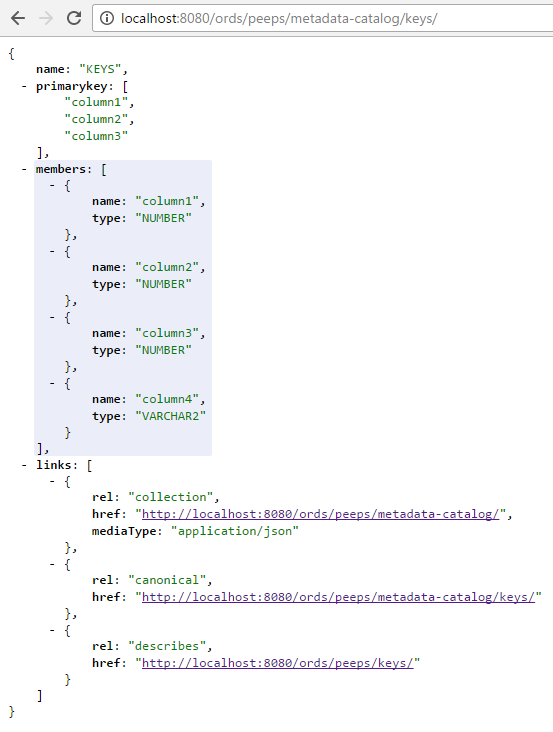 localhost:8080/ords/peeps/metadata-catalog/keys/
{
    name: "KEYS",
  - primarykey: [
        "column1",
        "column2",
        "column3"
    ],
  - members: [
      - {
            name: "column1",
            type: "NUMBER"
        },
      - {
            name: "column2",
            type: "NUMBER"
        },
      - {
            name: "column3",
            type: "NUMBER"
        },
      - {
            name: "column4",
            type: "VARCHAR2"
        }
    ],
  - links: [
      - {
            rel: "collection",
            href: "http://localhost:8080/ords/peeps/metadata-catalog/",
            mediaType: "application/json"
        },
      - {
            rel: "canonical",
            href: "http://localhost:8080/ords/peeps/metadata-catalog/keys/"
        },
      - {
            rel: "describes",
            href: "http://localhost:8080/ords/peeps/keys/"
        }
    ]
}